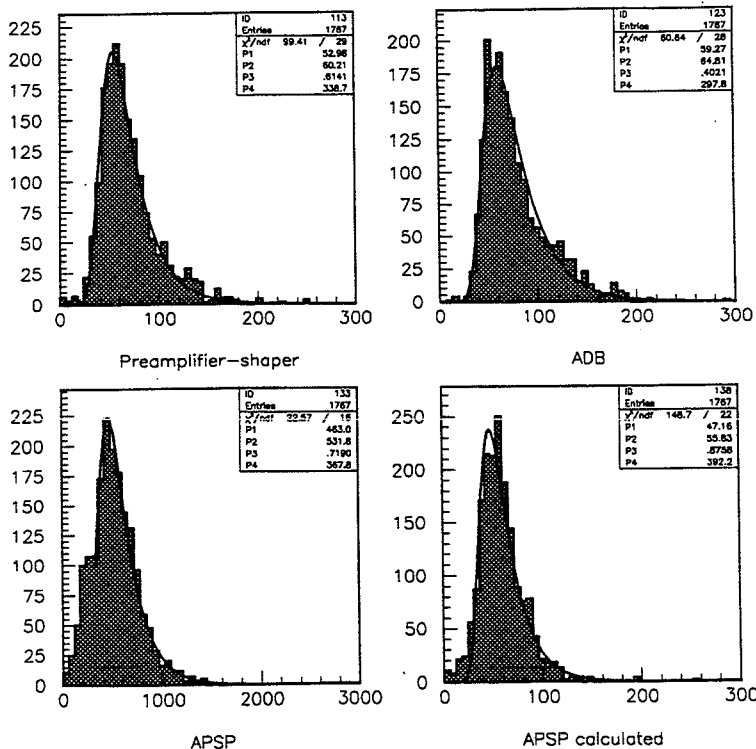 ID 113
Entries 1787
χ²/ndf 99.41 / 29
P1 52.98
P2 60.21
P3 .6141
P4 338.7
225
200
175
150
125
100
75
50
25
0
0 100 200 300
Preamplifier-shaper
ID 123
Entries 1787
χ²/ndf 60.64 / 28
P1 59.27
P2 64.81
P3 .4021
P4 297.8
225
200
175
150
125
100
75
50
25
0
0 100 200 300
ADB
ID 133
Entries 1787
χ²/ndf 22.57 / 15
P1 463.0
P2 531.8
P3 .7190
P4 367.8
225
200
175
150
125
100
75
50
25
0
0 1000 2000 3000
APSP
ID 138
Entries 1787
χ²/ndf 148.7 / 22
P1 47.16
P2 55.83
P3 .8758
P4 392.2
250
200
150
100
50
0
0 100 200 300
APSP calculated